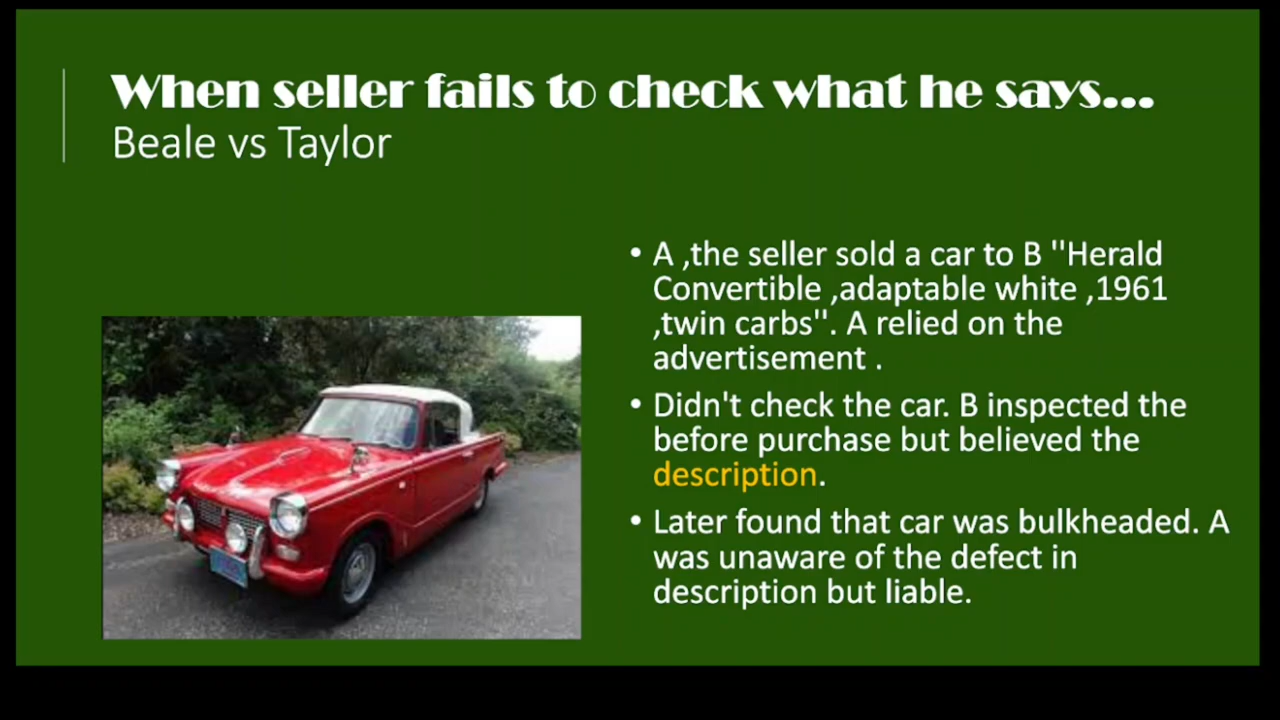 When seller fails to check what he says...
Beale vs Taylor
• A ,the seller sold a car to B "Herald
Convertible ,adaptable white ,1961
,twin carbs". A relied on the
advertisement .
• Didn't check the car. B inspected the
before purchase but believed the
description.
• Later found that car was bulkheaded. A
was unaware of the defect in
description but liable.